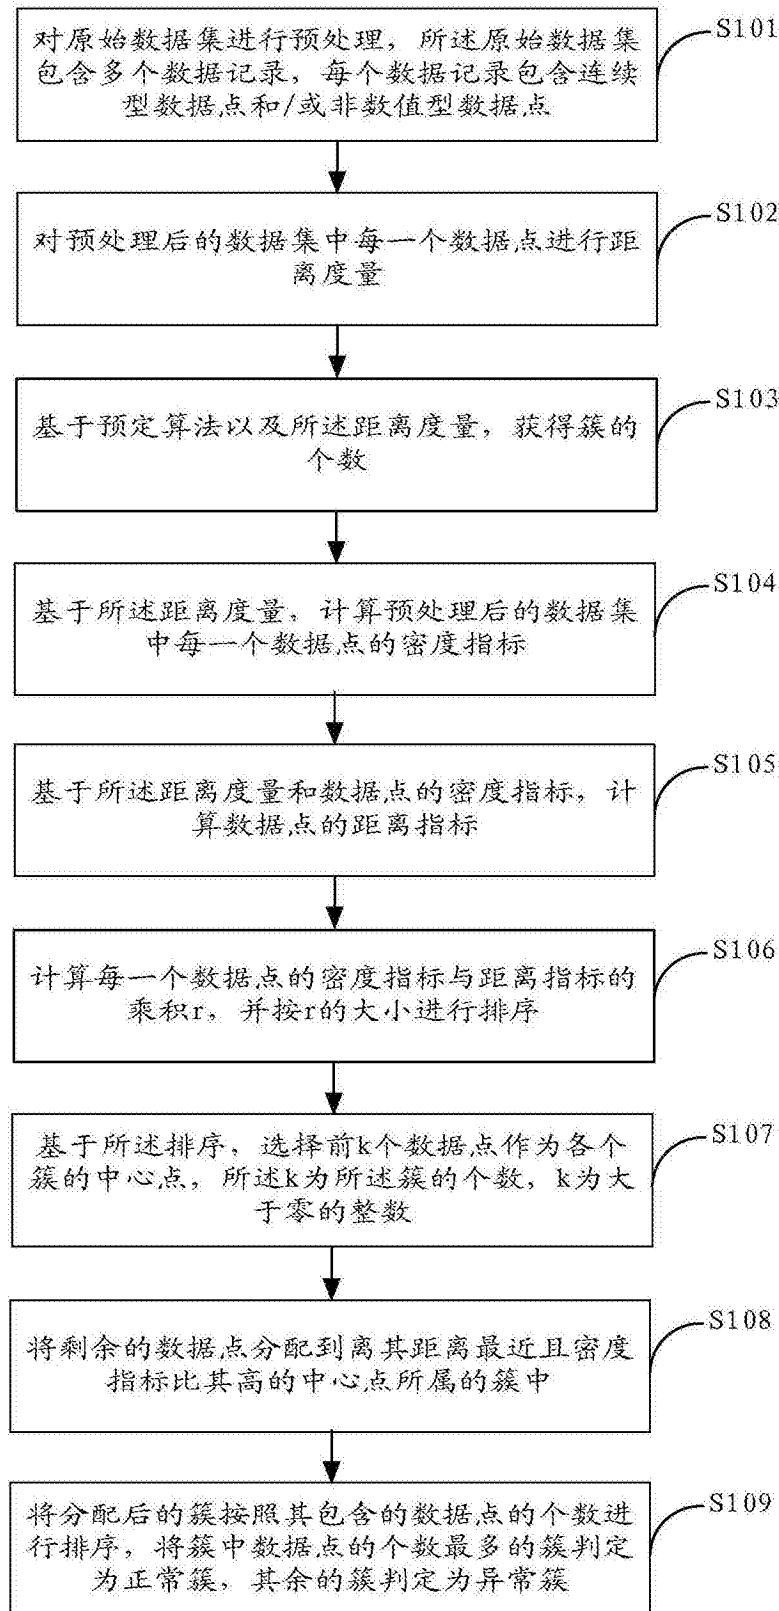 对原始数据集进行预处理，所述原始数据集
包含多个数据记录，每个数据记录包含连续
型数据点和/或非数值型数据点
S101
对预处理后的数据集中每一个数据点进行距
离度量
S102
基于预定算法以及所述距离度量，获得簇的
个数
S103
基于所述距离度量，计算预处理后的数据集
中每一个数据点的密度指标
S104
基于所述距离度量和数据点的密度指标，计
算数据点的距离指标
S105
计算每一个数据点的密度指标与距离指标的
乘积r，并按r的大小进行排序
S106
基于所述排序，选择前k个数据点作为各个
簇的中心点，所述k为所述簇的个数，k为大
于零的整数
S107
将剩余的数据点分配到离其距离最近且密度
指标比其高的中心点所属的簇中
S108
将分配后的簇按照其包含的数据点的个数进
行排序，将簇中数据点的个数最多的簇判定
为正常簇，其余的簇判定为异常簇
S109